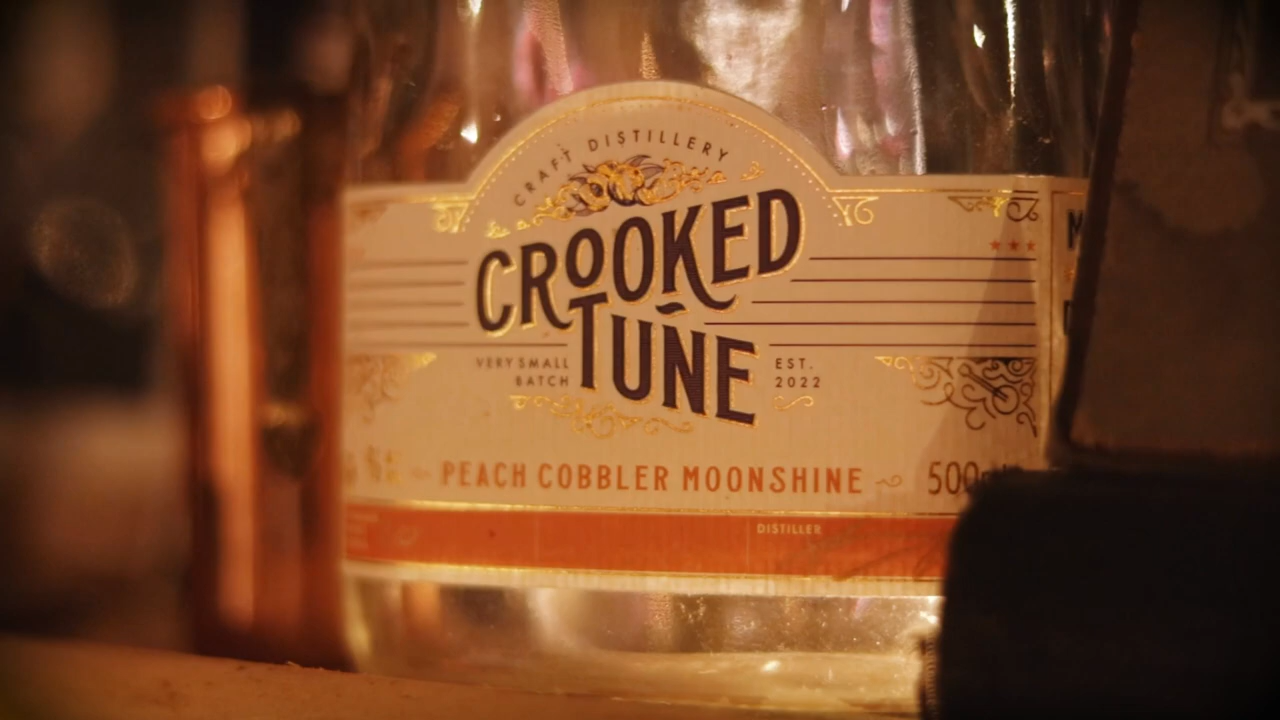 CRAFT DISTILLERY
CROOKED
TUNE
VERY SMALL
BATCH
EST.
2022
PEACH COBBLER MOONSHINE
DISTILLER